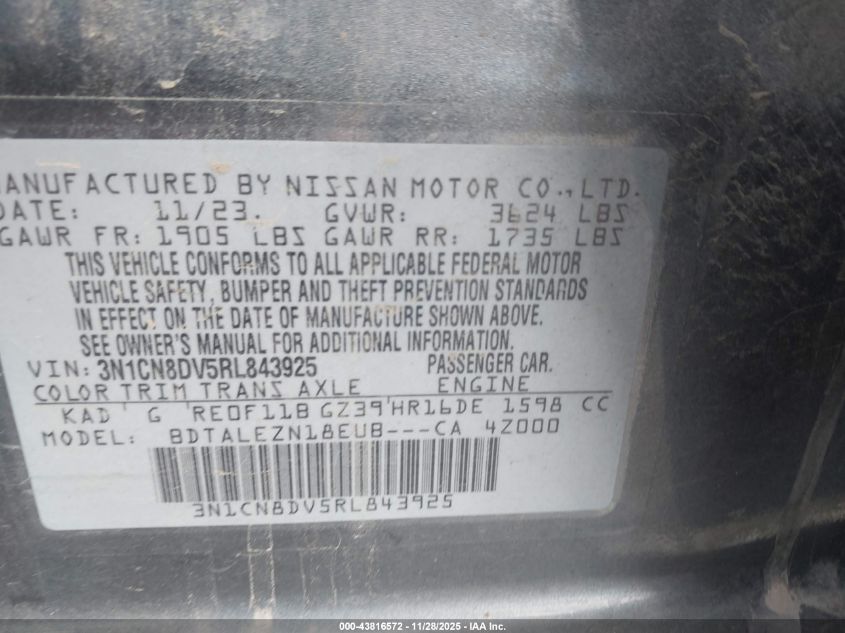 MANUFACTURED BY NISSAN MOTOR CO., LTD.
DATE: 11/23. GVWR: 3624 LBS
GAWR FR: 1905 LBS GAWR RR: 1735 LBS
THIS VEHICLE CONFORMS TO ALL APPLICABLE FEDERAL MOTOR
VEHICLE SAFETY, BUMPER AND THEFT PREVENTION STANDARDS
IN EFFECT ON THE DATE OF MANUFACTURE SHOWN ABOVE.
SEE OWNER'S MANUAL FOR ADDITIONAL INFORMATION.
VIN: 3N1CN8DV5RL843925 PASSENGER CAR.
COLOR TRIM TRANS AXLE ENGINE
KAD G RE0F11B GZ39 HR16DE 1598 CC
MODEL: BDTALEZN18EUB---CA 4Z000
3N1CN8DV5RL843925
000-43816572 - 11/28/2025 - IAA Inc.